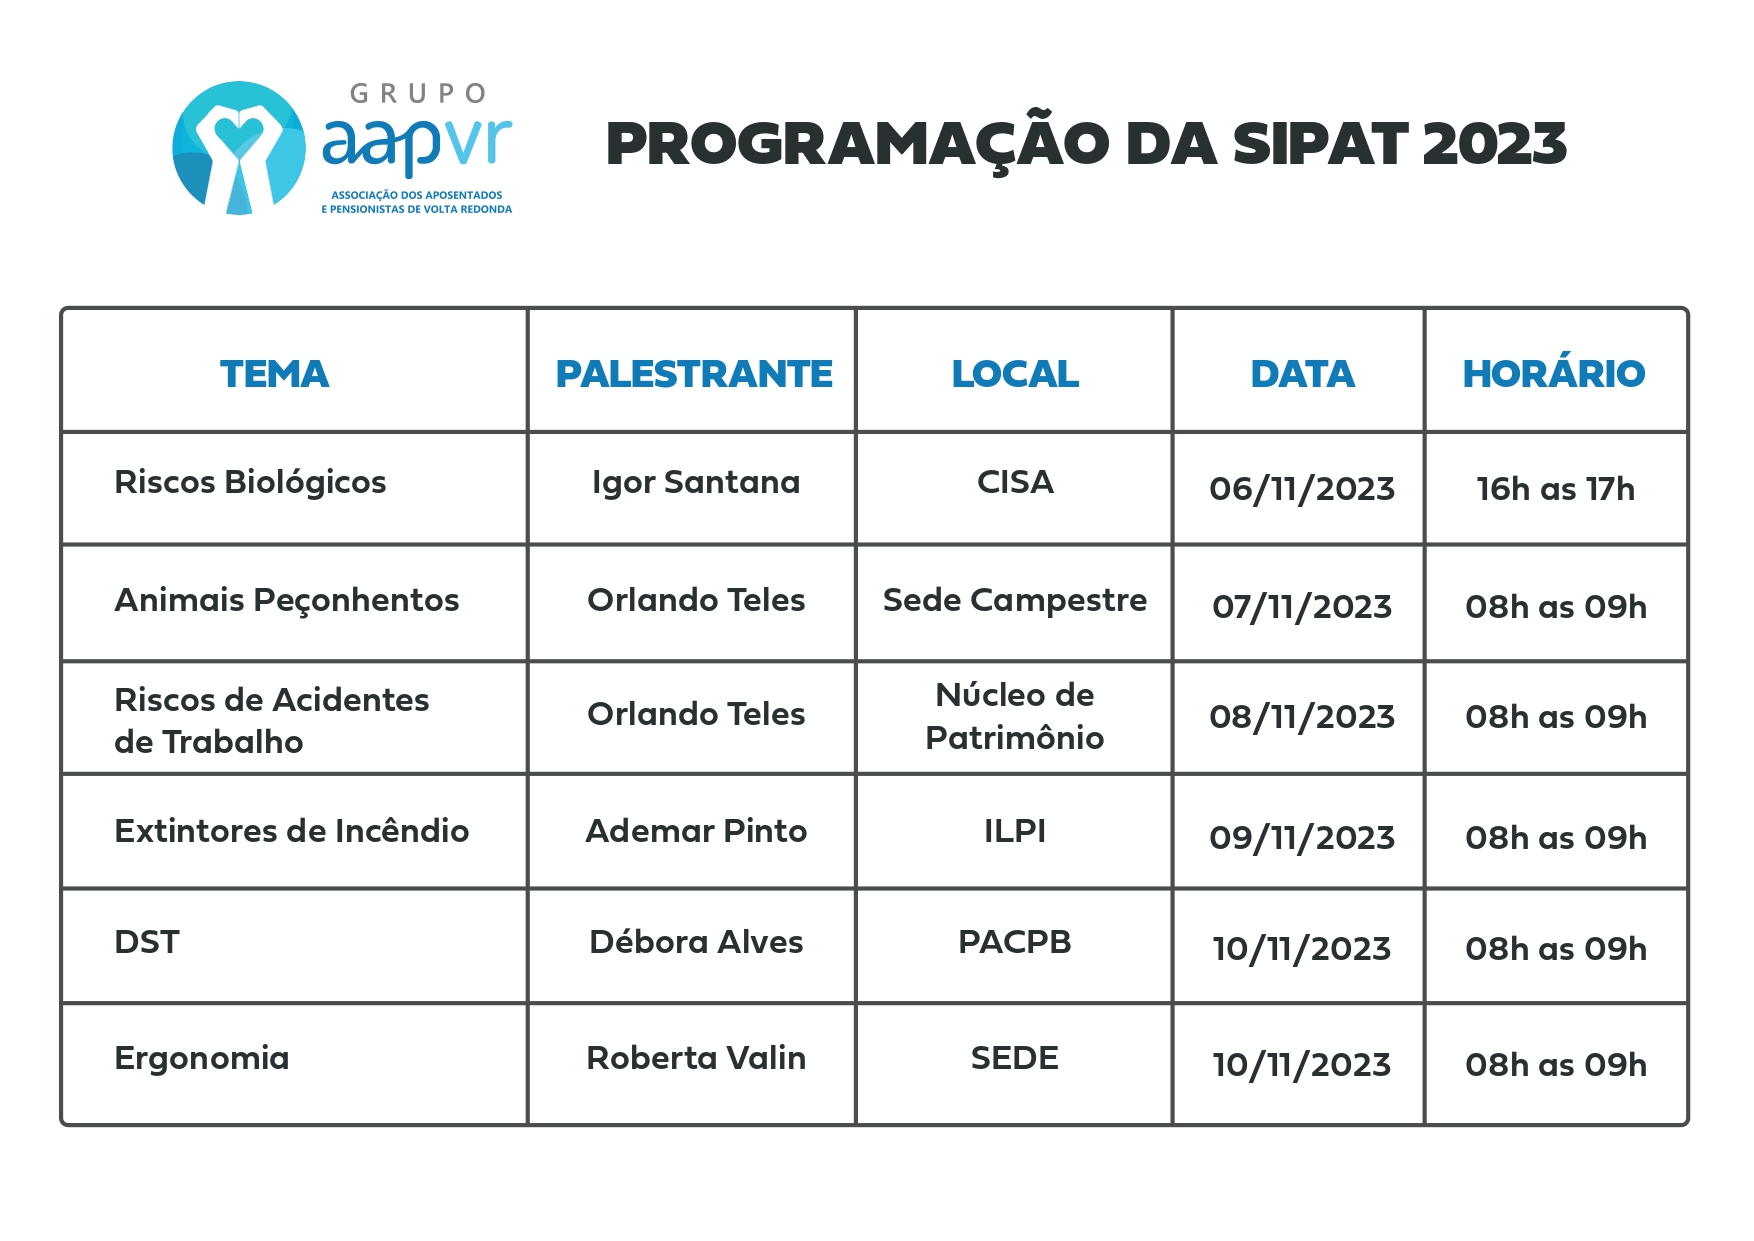 GRUPO
aapvr
ASSOCIAÇÃO DOS APOSENTADOS
E PENSIONISTAS DE VOLTA REDONDA
PROGRAMAÇÃO DA SIPAT 2023
TEMA PALESTRANTE LOCAL DATA HORÁRIO
Riscos Biológicos Igor Santana CISA 06/11/2023 16h as 17h
Animais Peçonhentos Orlando Teles Sede Campestre 07/11/2023 08h as 09h
Riscos de Acidentes
de Trabalho
Orlando Teles
Núcleo de
Patrimônio
08/11/2023 08h as 09h
Extintores de Incêndio Ademar Pinto ILPI 09/11/2023 08h as 09h
DST Débora Alves PACPB 10/11/2023 08h as 09h
Ergonomia Roberta Valin SEDE 10/11/2023 08h as 09h